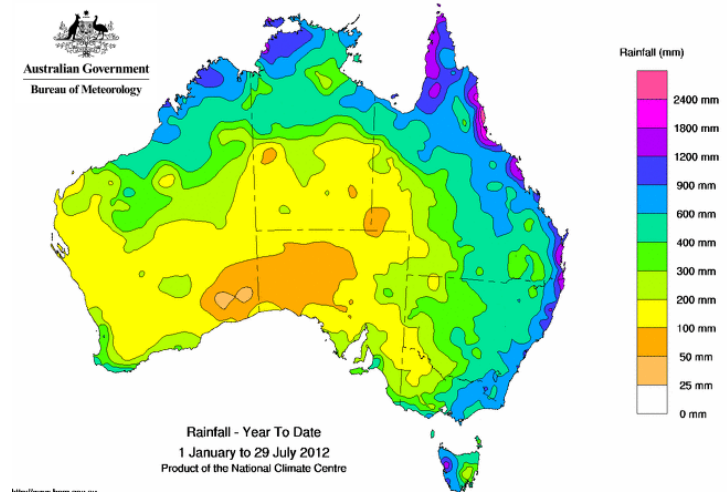 Australian Government
Bureau of Meteorology
Rainfall (mm)
2400 mm
1800 mm
1200 mm
900 mm
600 mm
400 mm
300 mm
200 mm
100 mm
50 mm
25 mm
0 mm
Rainfall - Year To Date
1 January to 29 July 2012
Product of the National Climate Centre